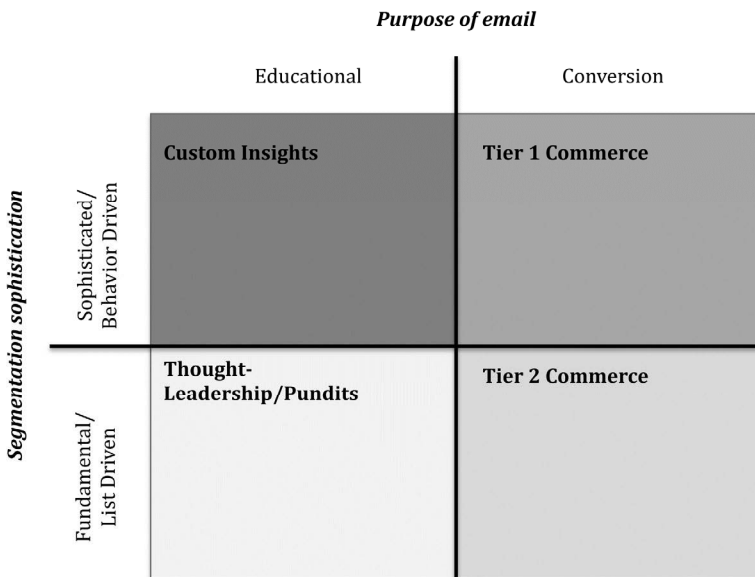 Purpose of email
Educational
Conversion
Segmentation sophistication
Sophisticated/
Behavior Driven
Custom Insights
Tier 1 Commerce
Fundamental/
List Driven
Thought-
Leadership/Pundits
Tier 2 Commerce